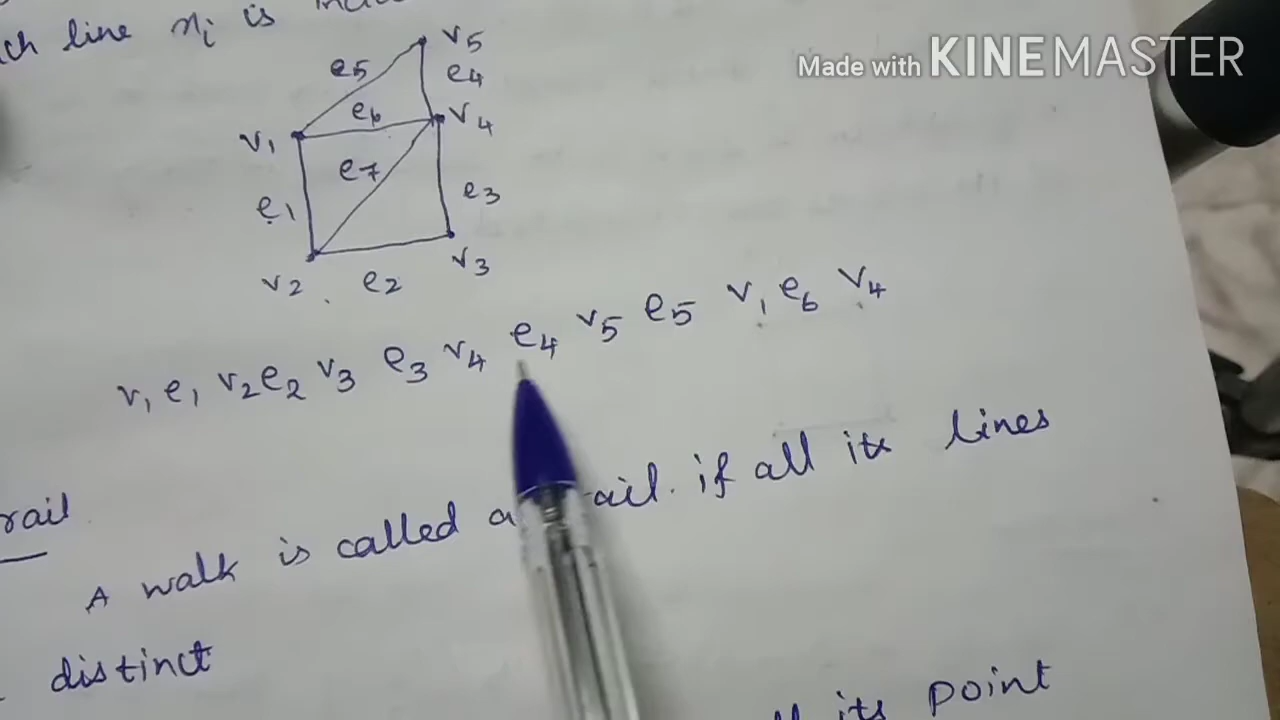 line xi is
Made with KINEMASTER
v5
e5 e4
e6 v4
v1
e7
e1 e3
v2 e2 v3
v1 e1 v2 e2 v3 e3 v4 e4 v5 e5 v1 e6 v4
A walk is called a if all its lines
distinct
its point